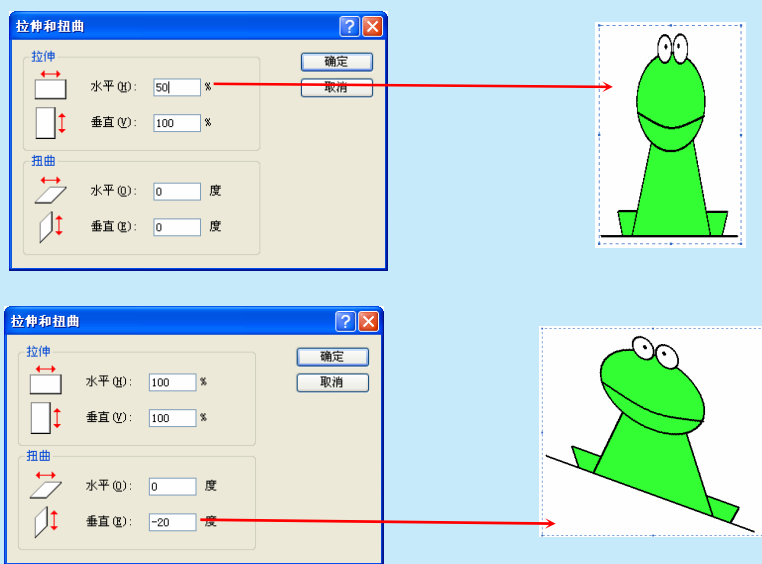 拉伸和扭曲
拉伸
水平(H): 50 %
垂直(V): 100 %
扭曲
水平(O): 0 度
垂直(E): 0 度
确定
取消
拉伸和扭曲
拉伸
水平(H): 100 %
垂直(V): 100 %
扭曲
水平(O): 0 度
垂直(E): -20 度
确定
取消